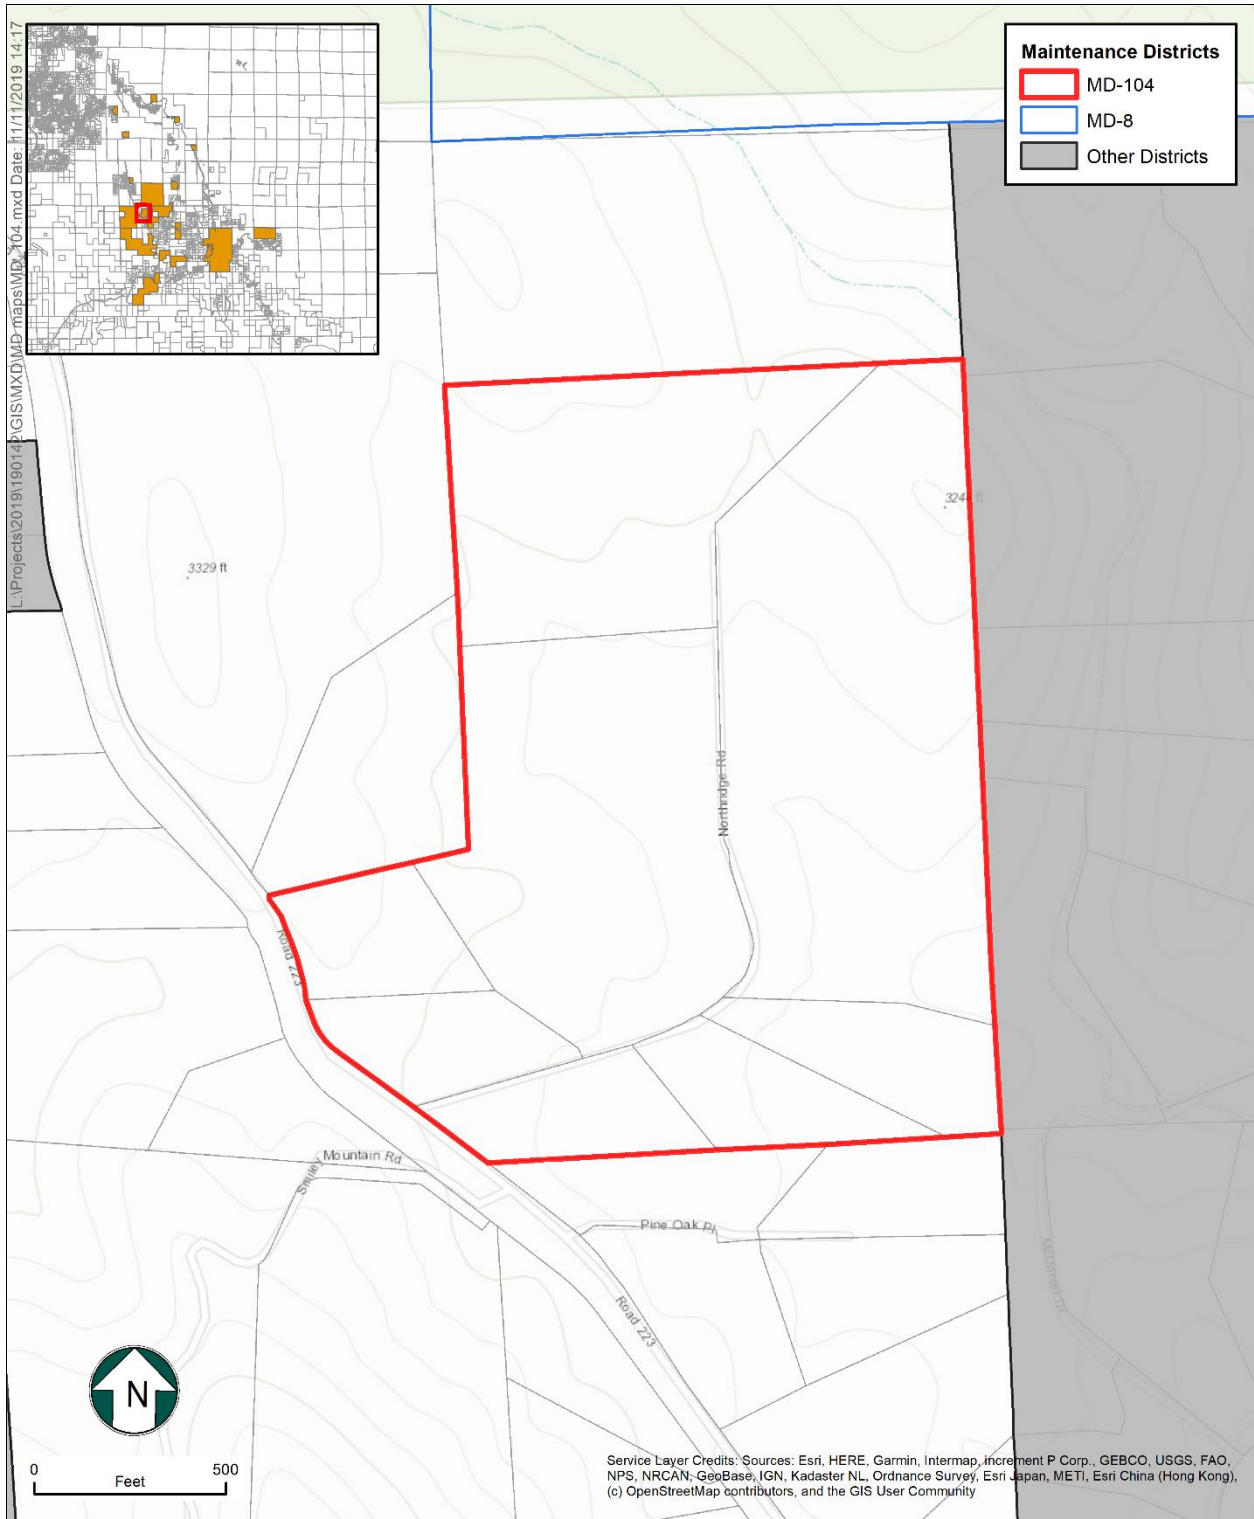 L:\Projects\2019\190142\GIS\MXD\MD maps\MD_104.mxd Date: 11/11/2019 14:17
Maintenance Districts
MD-104
MD-8
Other Districts
3244 ft
3329 ft
Northridge Rd
Road 223
Smiley Mountain Rd
Pine Oak Pl
Road 223
N
0 500
Feet
Service Layer Credits: Sources: Esri, HERE, Garmin, Intermap, increment P Corp., GEBCO, USGS, FAO,
NPS, NRCAN, GeoBase, IGN, Kadaster NL, Ordnance Survey, Esri Japan, METI, Esri China (Hong Kong),
(c) OpenStreetMap contributors, and the GIS User Community